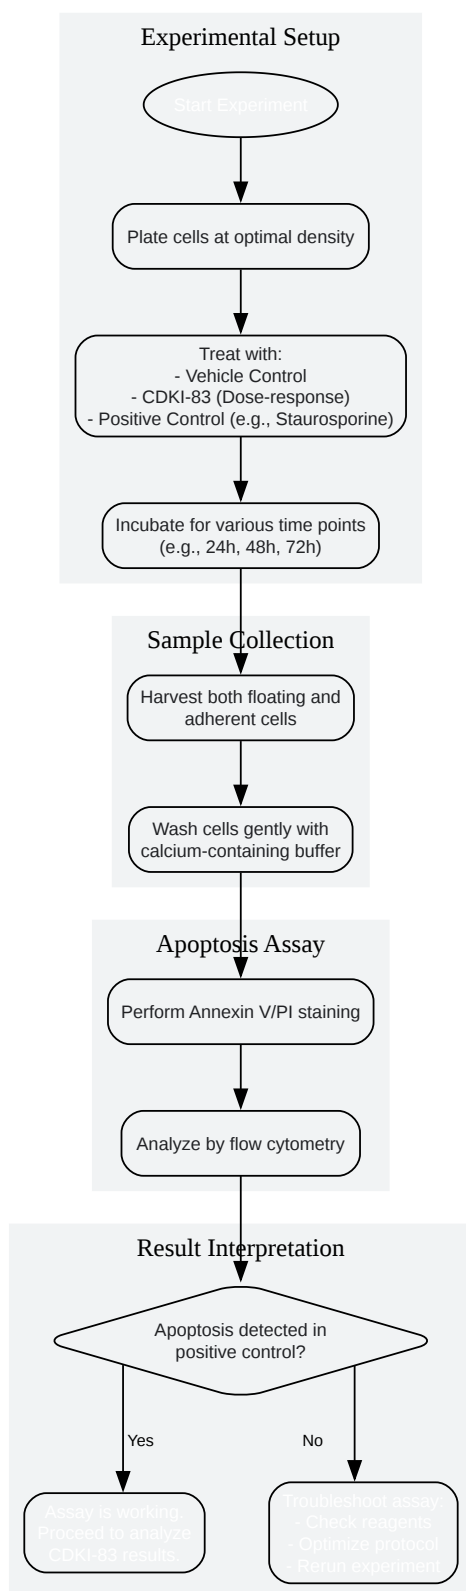 Experimental Setup
Start Experiment
Plate cells at optimal density
Treat with:
- Vehicle Control
- CDKI-83 (Dose-response)
- Positive Control (e.g., Staurosporine)
Incubate for various time points
(e.g., 24h, 48h, 72h)
Sample Collection
Harvest both floating and
adherent cells
Wash cells gently with
calcium-containing buffer
Apoptosis Assay
Perform Annexin V/PI staining
Analyze by flow cytometry
Result Interpretation
Apoptosis detected in
positive control?
Yes
No
Assay is working.
Proceed to analyze
CDKI-83 results.
Troubleshoot assay:
- Check reagents
- Optimize protocol
- Rerun experiment